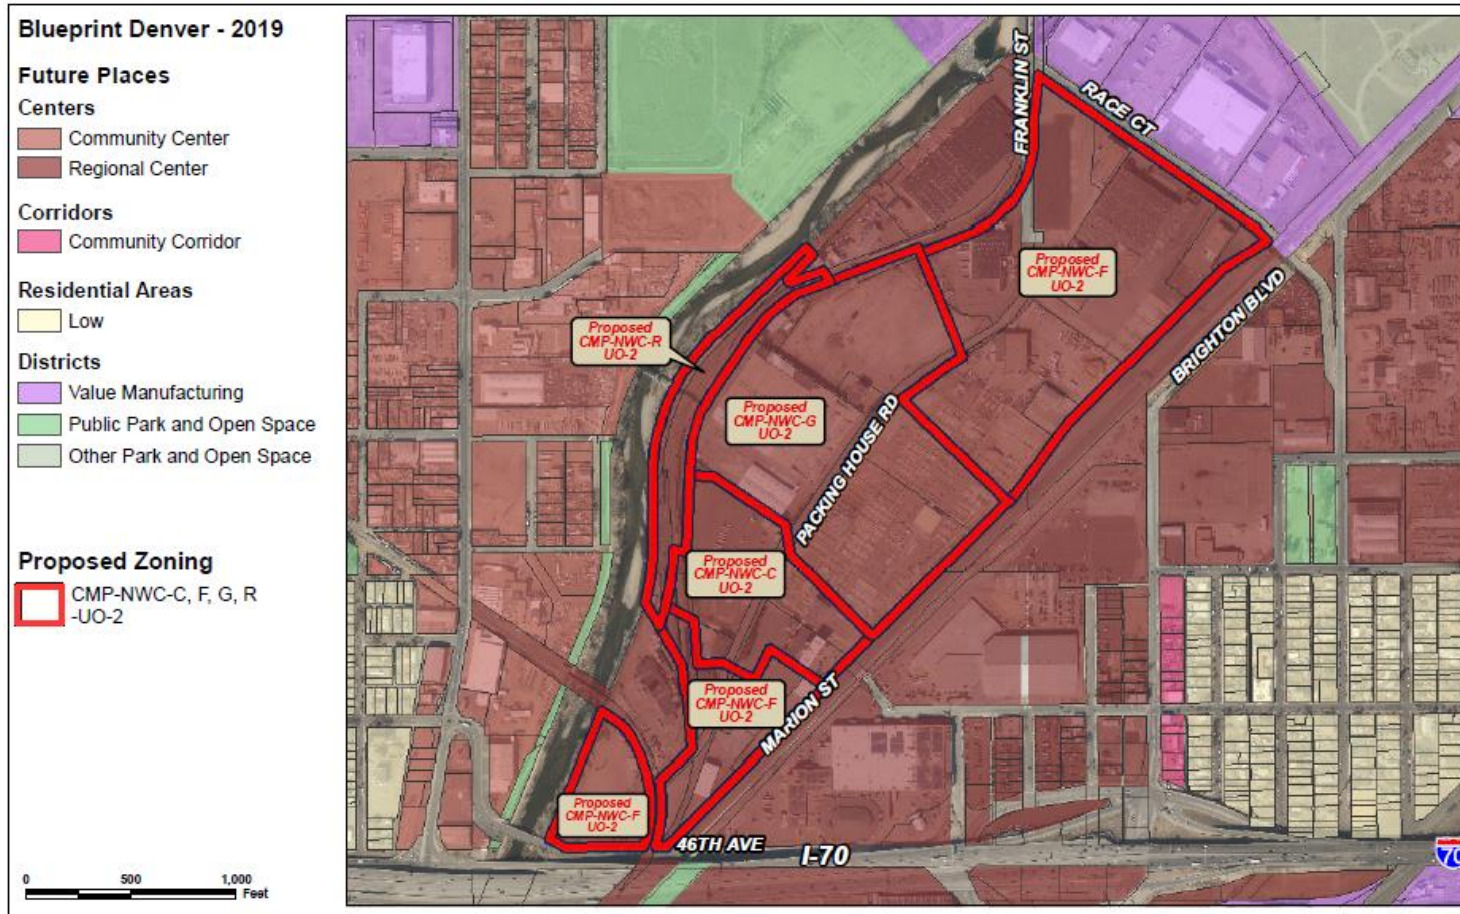 Blueprint Denver - 2019
Future Places
Centers
Community Center
Regional Center
Corridors
Community Corridor
Residential Areas
Low
Districts
Value Manufacturing
Public Park and Open Space
Other Park and Open Space
Proposed Zoning
CMP-NWC-C, F, G, R
-UO-2
0 500 1,000
Feet
FRANKLIN ST
RACE CT
Proposed
CMP-NWC-F
UO-2
BRIGHTON BLVD
Proposed
CMP-NWC-R
UO-2
Proposed
CMP-NWC-G
UO-2
PACKING HOUSE RD
Proposed
CMP-NWC-C
UO-2
Proposed
CMP-NWC-F
UO-2
MARION ST
Proposed
CMP-NWC-F
UO-2
46TH AVE
I-70
70